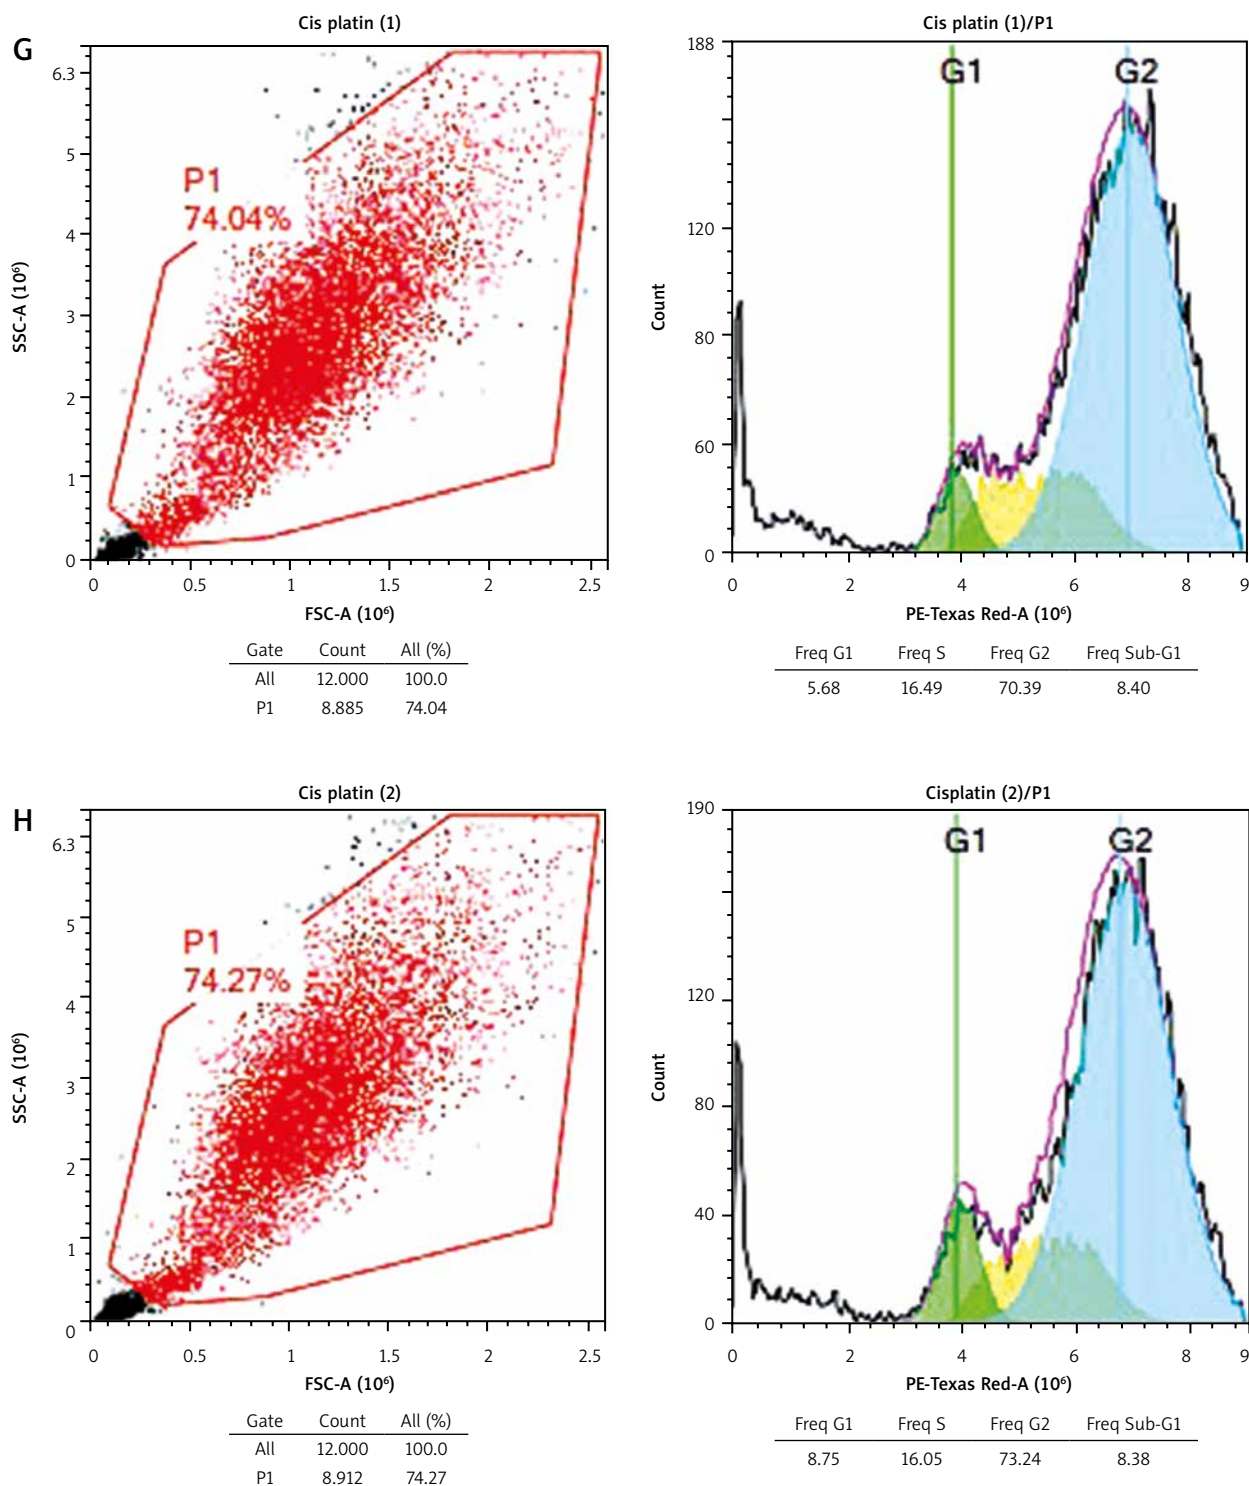 G
Cis platin (1)
SSC-A (10⁶)
6.3
5
4
3
2
1
0
P1
74.04%
0 0.5 1 1.5 2 2.5
FSC-A (10⁶)
Gate Count All (%)
All 12.000 100.0
P1 8.885 74.04
Cis platin (1)/P1
Count
188
120
80
60
0
G1 G2
0 2 4 6 8 9
PE-Texas Red-A (10⁶)
Freq G1 Freq S Freq G2 Freq Sub-G1
5.68 16.49 70.39 8.40
H
Cis platin (2)
SSC-A (10⁶)
6.3
5
4
3
2
1
0
P1
74.27%
0 0.5 1 1.5 2 2.5
FSC-A (10⁶)
Gate Count All (%)
All 12.000 100.0
P1 8.912 74.27
Cisplatin (2)/P1
Count
190
120
80
40
0
G1 G2
0 2 4 6 8 9
PE-Texas Red-A (10⁶)
Freq G1 Freq S Freq G2 Freq Sub-G1
8.75 16.05 73.24 8.38